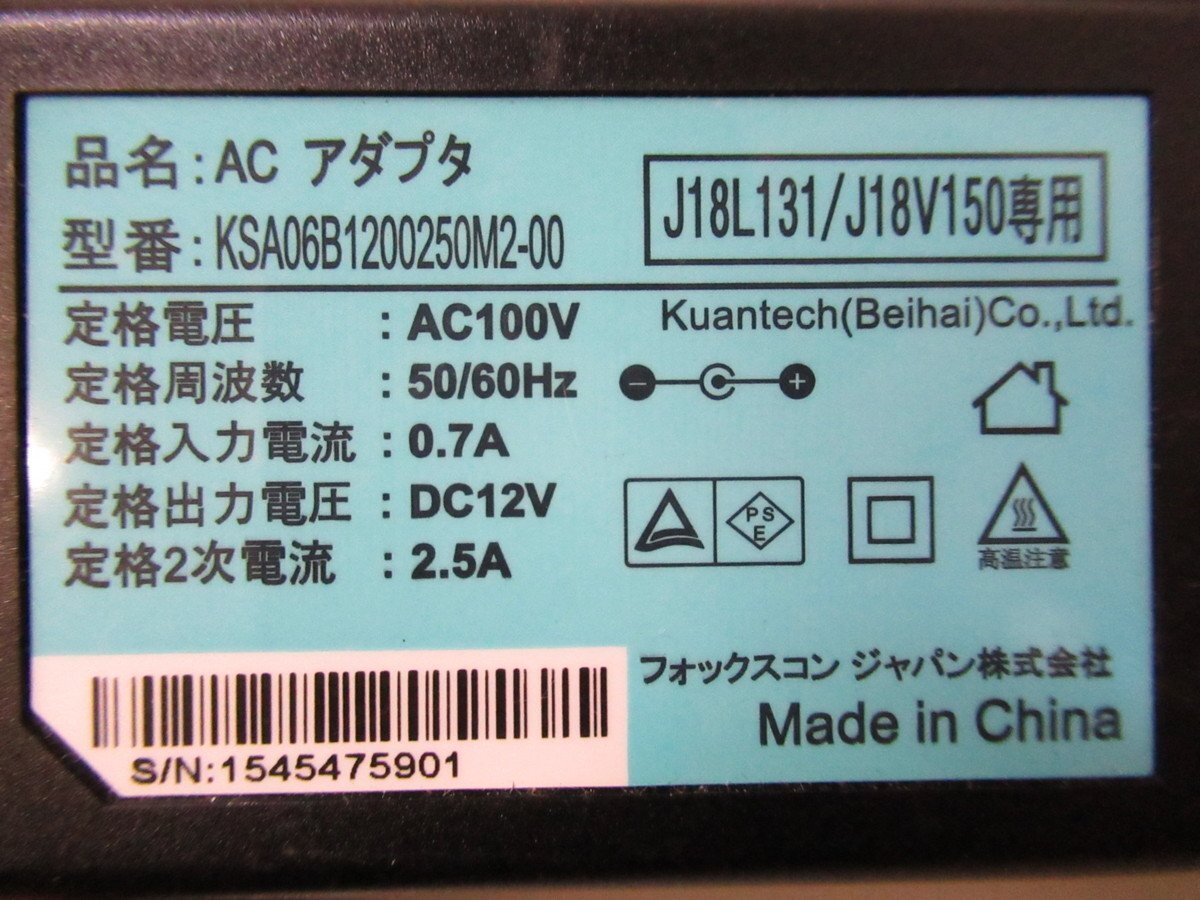 品名:AC アダプタ
型番:KSA06B1200250M2-00
J18L131/J18V150専用
定格電圧 : AC100V
定格周波数 : 50/60Hz
定格入力電流 : 0.7A
定格出力電圧 : DC12V
定格2次電流 : 2.5A
Kuantech(Beihai)Co.,Ltd.
− +
PS
E
高温注意
S/N:1545475901
フォックスコン ジャパン株式会社
Made in China